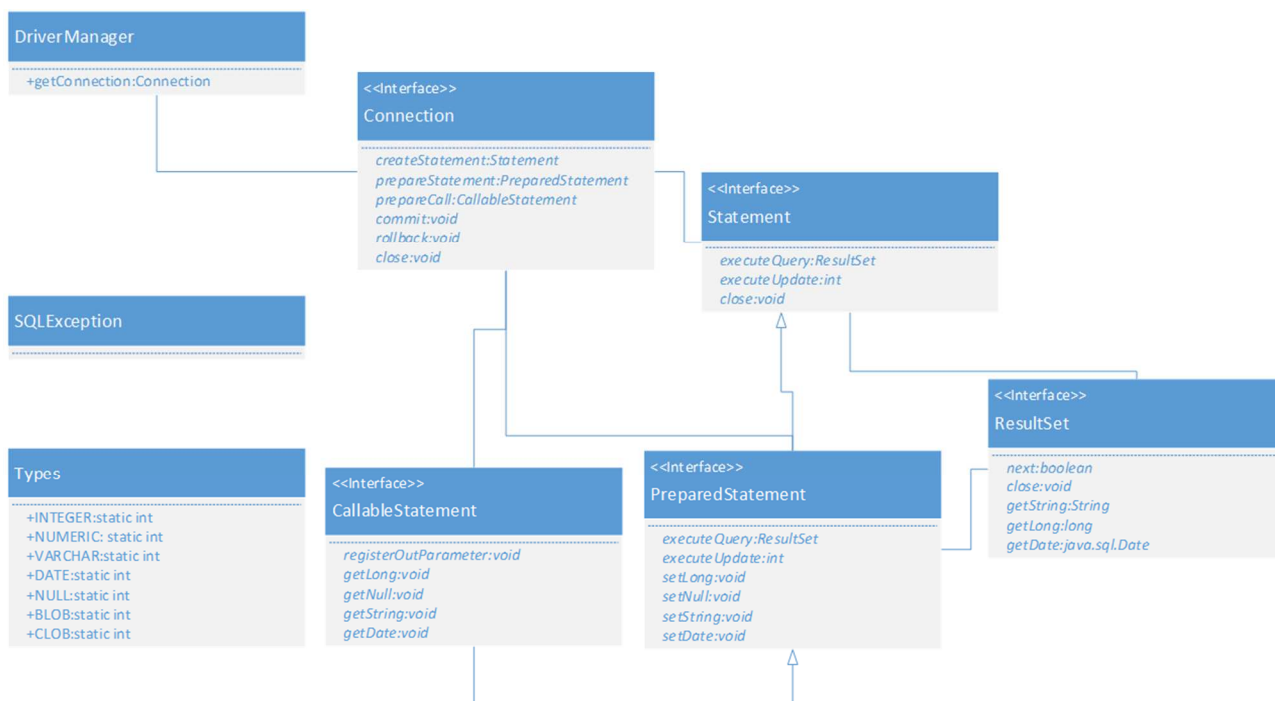 DriverManager
+getConnection:Connection
<<Interface>>
Connection
createStatement:Statement
prepareStatement:PreparedStatement
prepareCall:CallableStatement
commit:void
rollback:void
close:void
<<Interface>>
Statement
executeQuery:ResultSet
executeUpdate:int
close:void
SQLException
<<Interface>>
ResultSet
next:boolean
close:void
getString:String
getLong:long
getDate:java.sql.Date
Types
+INTEGER:static int
+NUMERIC: static int
+VARCHAR:static int
+DATE:static int
+NULL:static int
+BLOB:static int
+CLOB:static int
<<Interface>>
CallableStatement
registerOutParameter:void
getLong:void
getNull:void
getString:void
getDate:void
<<Interface>>
PreparedStatement
executeQuery:ResultSet
executeUpdate:int
setLong:void
setNull:void
setString:void
setDate:void